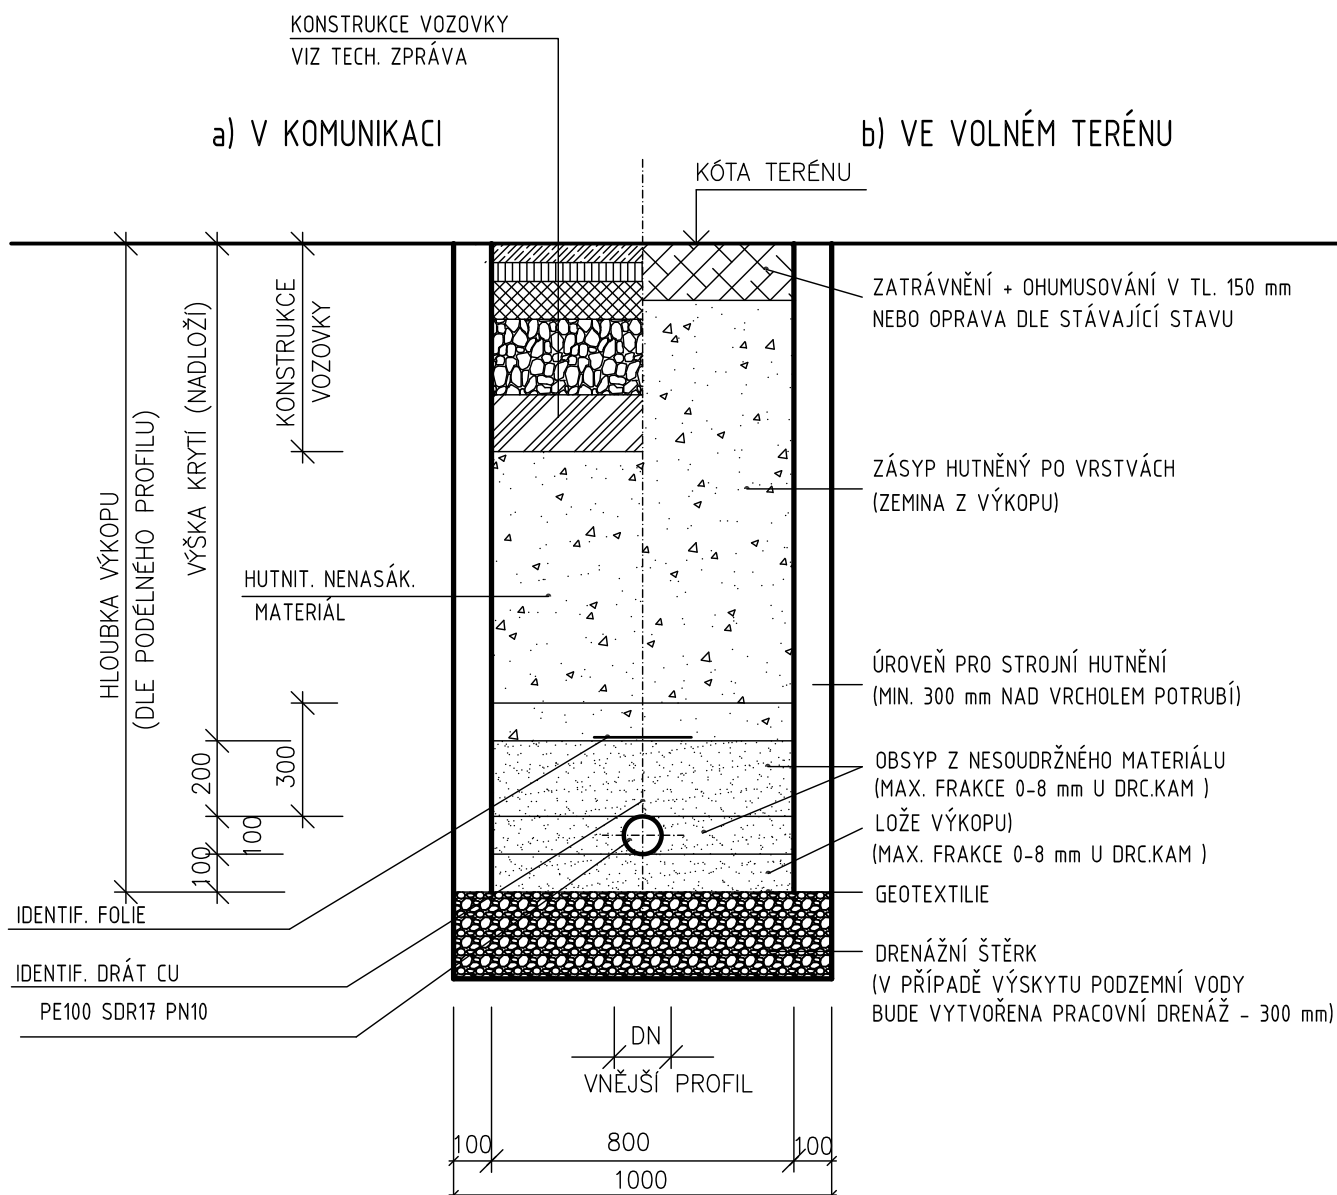 KONSTRUKCE VOZOVKY
VIZ TECH. ZPRÁVA
a) V KOMUNIKACI
b) VE VOLNÉM TERÉNU
KÓTA TERÉNU
HLOUBKA VÝKOPU
(DLE PODÉLNÉHO PROFILU)
VÝŠKA KRYTÍ (NADLOŽÍ)
KONSTRUKCE
VOZOVKY
ZATRÁVNĚNÍ + OHUMUSOVÁNÍ V TL. 150 mm
NEBO OPRAVA DLE STÁVAJÍCÍ STAVU
ZÁSYP HUTNĚNÝ PO VRSTVÁCH
(ZEMINA Z VÝKOPU)
HUTNIT. NENASÁK.
MATERIÁL
ÚROVEŇ PRO STROJNÍ HUTNĚNÍ
(MIN. 300 mm NAD VRCHOLEM POTRUBÍ)
200
300
100
100
OBSYP Z NESOUDRŽNÉHO MATERIÁLU
(MAX. FRAKCE 0-8 mm U DRC.KAM )
LOŽE VÝKOPU)
(MAX. FRAKCE 0-8 mm U DRC.KAM )
GEOTEXTILIE
IDENTIF. FOLIE
IDENTIF. DRÁT CU
PE100 SDR17 PN10
DRENÁŽNÍ ŠTĚRK
(V PŘÍPADĚ VÝSKYTU PODZEMNÍ VODY
BUDE VYTVOŘENA PRACOVNÍ DRENÁŽ - 300 mm)
DN
VNĚJŠÍ PROFIL
100 800 100
1000